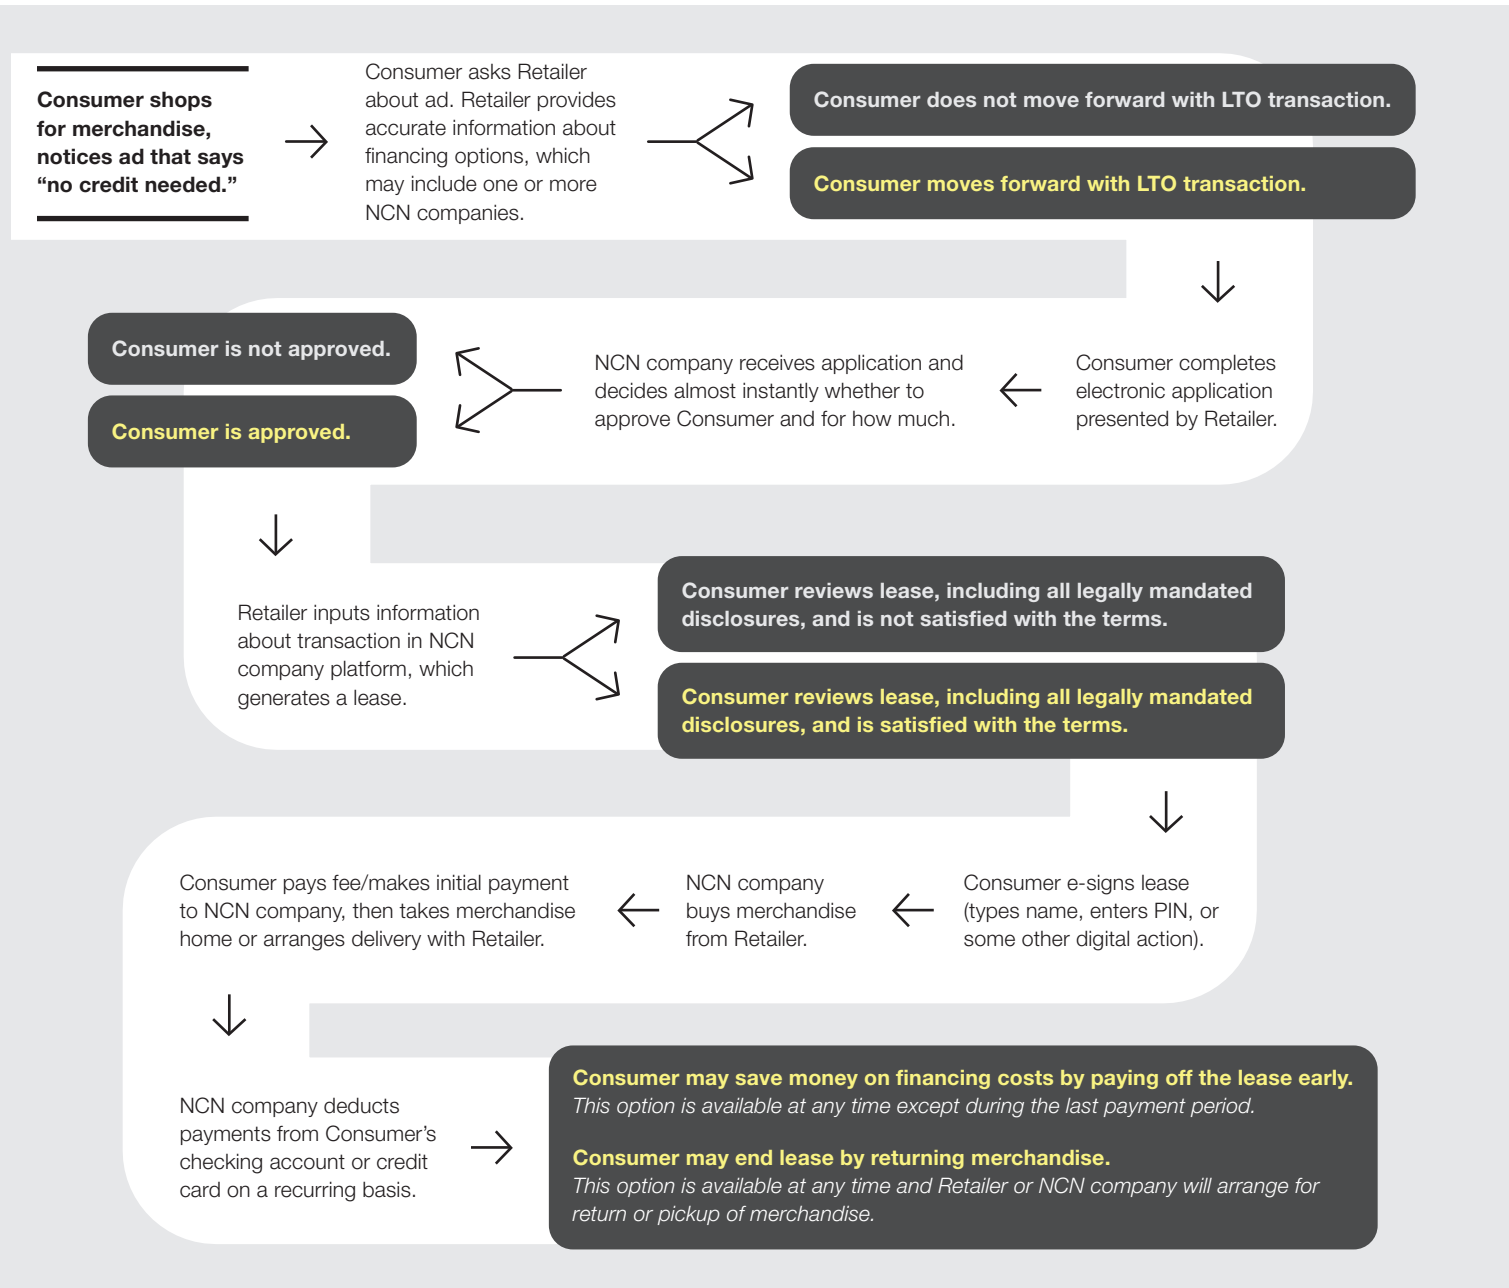 Consumer shops
for merchandise,
notices ad that says
“no credit needed.”
Consumer asks Retailer
about ad. Retailer provides
accurate information about
financing options, which
may include one or more
NCN companies.
Consumer does not move forward with LTO transaction.
Consumer moves forward with LTO transaction.
Consumer completes
electronic application
presented by Retailer.
NCN company receives application and
decides almost instantly whether to
approve Consumer and for how much.
Consumer is not approved.
Consumer is approved.
Retailer inputs information
about transaction in NCN
company platform, which
generates a lease.
Consumer reviews lease, including all legally mandated
disclosures, and is not satisfied with the terms.
Consumer reviews lease, including all legally mandated
disclosures, and is satisfied with the terms.
Consumer e-signs lease
(types name, enters PIN, or
some other digital action).
NCN company
buys merchandise
from Retailer.
Consumer pays fee/makes initial payment
to NCN company, then takes merchandise
home or arranges delivery with Retailer.
NCN company deducts
payments from Consumer’s
checking account or credit
card on a recurring basis.
Consumer may save money on financing costs by paying off the lease early.
This option is available at any time except during the last payment period.
Consumer may end lease by returning merchandise.
This option is available at any time and Retailer or NCN company will arrange for
return or pickup of merchandise.